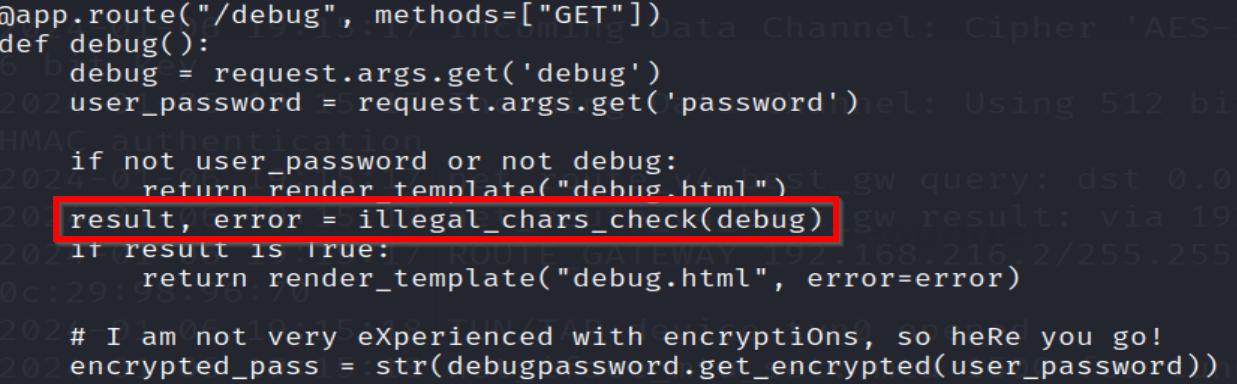 @app.route("/debug", methods=["GET"])
def debug():
    debug = request.args.get('debug')
    user_password = request.args.get('password')

    if not user_password or not debug:
        return render_template("debug.html")
    result, error = illegal_chars_check(debug)
    if result is True:
        return render_template("debug.html", error=error)

    # I am not very eXperienced with encryptiOns, so heRe you go!
    encrypted_pass = str(debugpassword.get_encrypted(user_password))